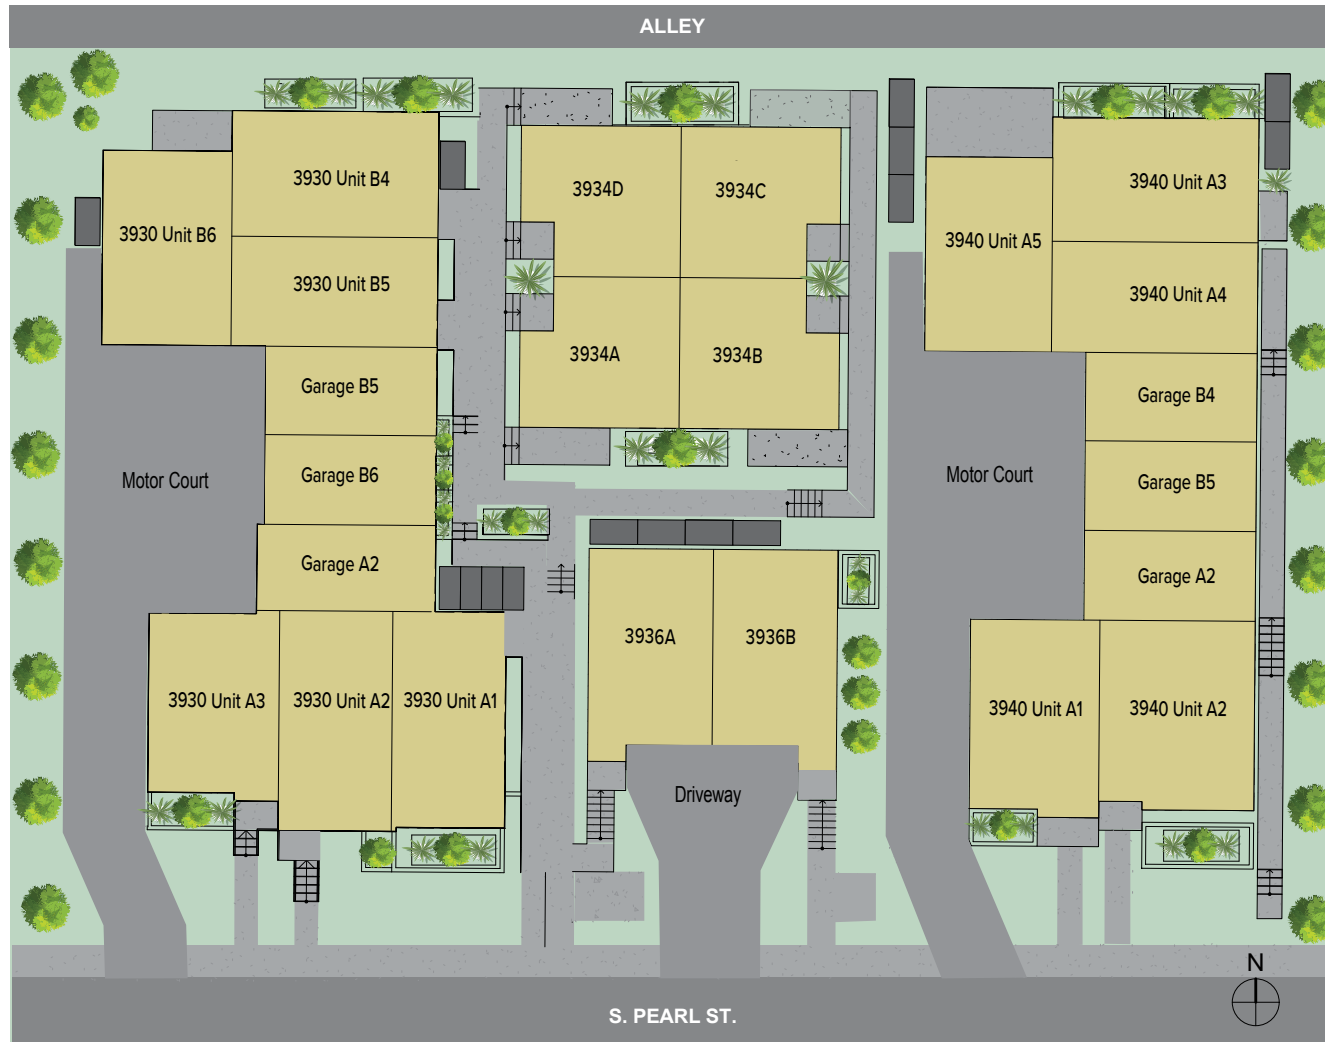 ALLEY
3930 Unit B4
3930 Unit B6
3930 Unit B5
Garage B5
Garage B6
Garage A2
Motor Court
3930 Unit A3
3930 Unit A2
3930 Unit A1
3934D
3934C
3934A
3934B
3936A
3936B
Driveway
3940 Unit A3
3940 Unit A5
3940 Unit A4
Garage B4
Garage B5
Garage A2
Motor Court
3940 Unit A1
3940 Unit A2
N
S. PEARL ST.